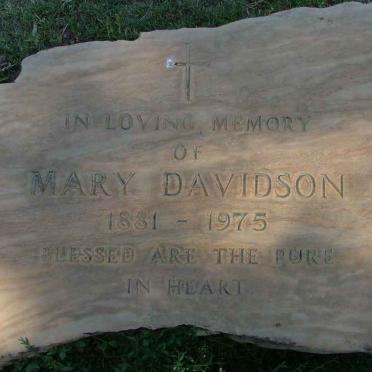 IN LOVING MEMORY
OF
MARY DAVIDSON
1881 - 1975
BLESSED ARE THE PURE
IN HEART